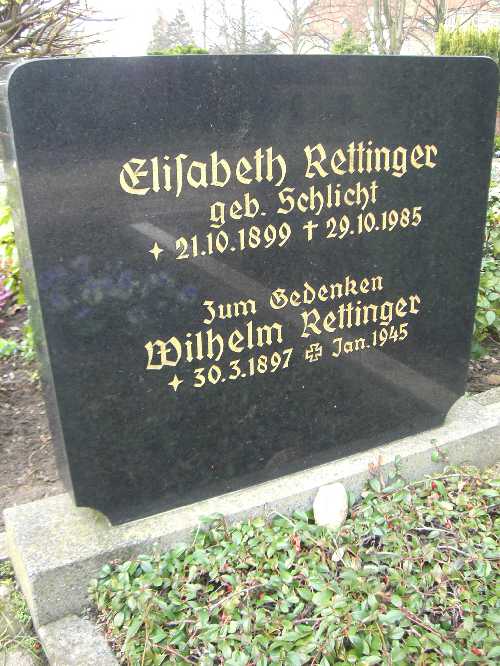 Eliſabeth Rettinger
geb. Schlicht
✦ 21.10.1899 † 29.10.1985
Zum Gedenken
Wilhelm Rettinger
✦ 30.3.1897 ✠ Jan.1945